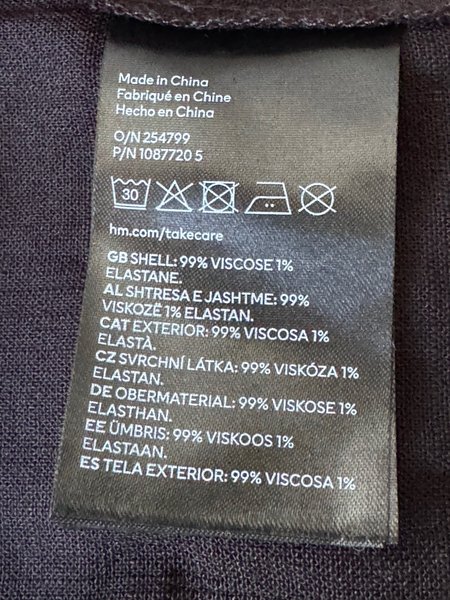 Made in China
Fabriqué en Chine
Hecho en China
O/N 254799
P/N 1087720 5
30
hm.com/takecare
GB SHELL: 99% VISCOSE 1%
ELASTANE.
AL SHTRESA E JASHTME: 99%
VISKOZË 1% ELASTAN.
CAT EXTERIOR: 99% VISCOSA 1%
ELASTÀ.
CZ SVRCHNÍ LÁTKA: 99% VISKÓZA 1%
ELASTAN.
DE OBERMATERIAL: 99% VISKOSE 1%
ELASTHAN.
EE ÜMBRIS: 99% VISKOOS 1%
ELASTAAN.
ES TELA EXTERIOR: 99% VISCOSA 1%